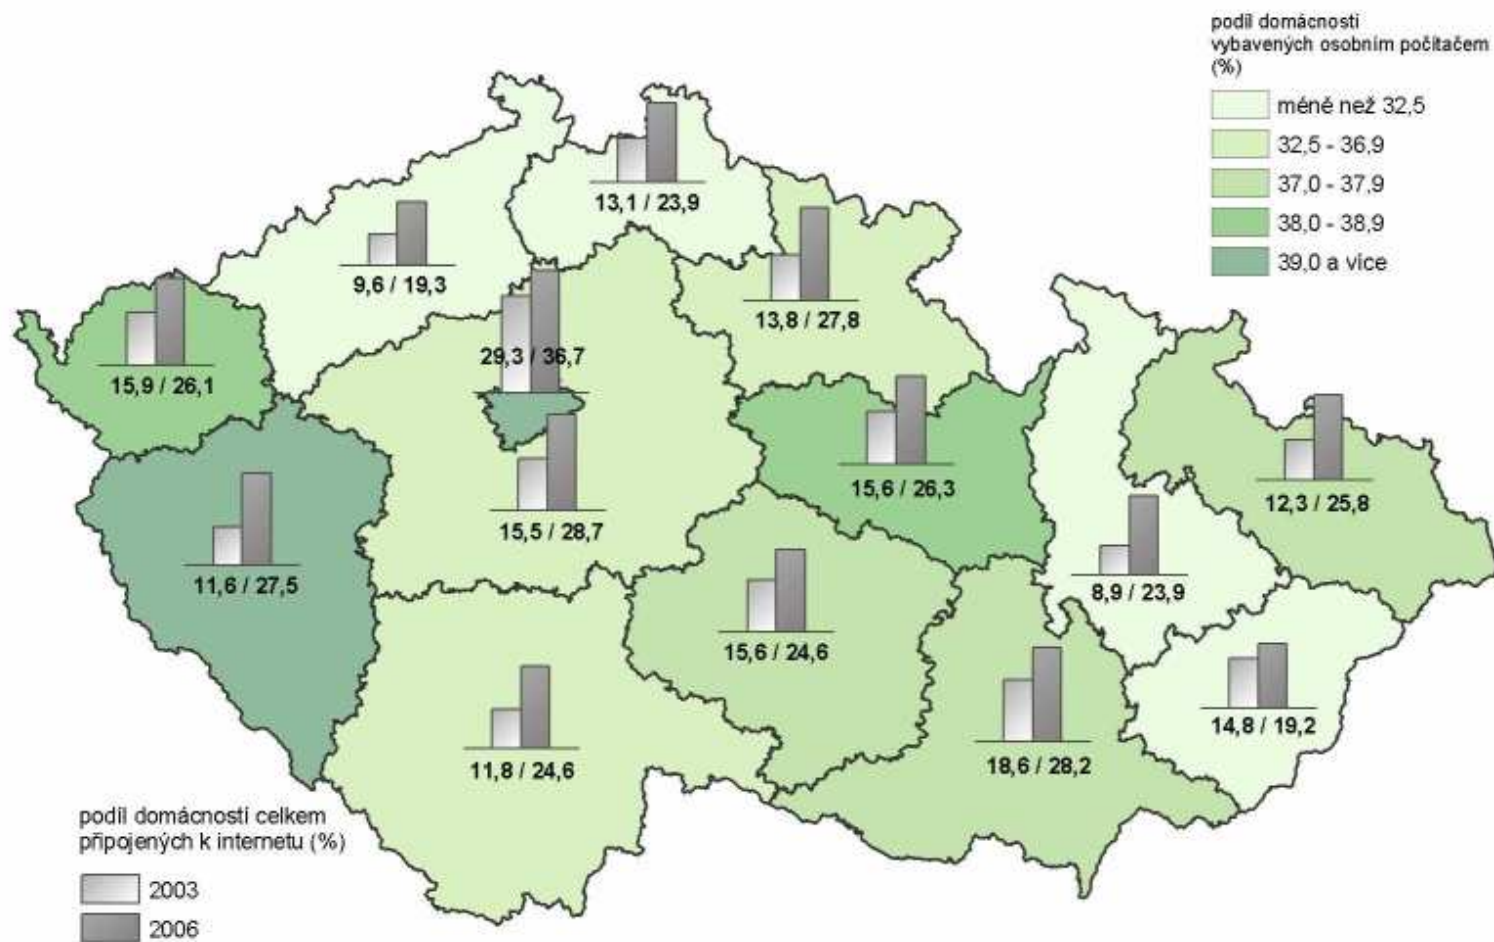 podíl domácností
vybavených osobním počítačem
(%)
méně než 32,5
32,5 - 36,9
37,0 - 37,9
38,0 - 38,9
39,0 a více
13,1 / 23,9
9,6 / 19,3
13,8 / 27,8
29,3 / 36,7
15,9 / 26,1
15,6 / 26,3
12,3 / 25,8
15,5 / 28,7
11,6 / 27,5
8,9 / 23,9
15,6 / 24,6
14,8 / 19,2
18,6 / 28,2
11,8 / 24,6
podíl domácností celkem
připojených k internetu (%)
2003
2006